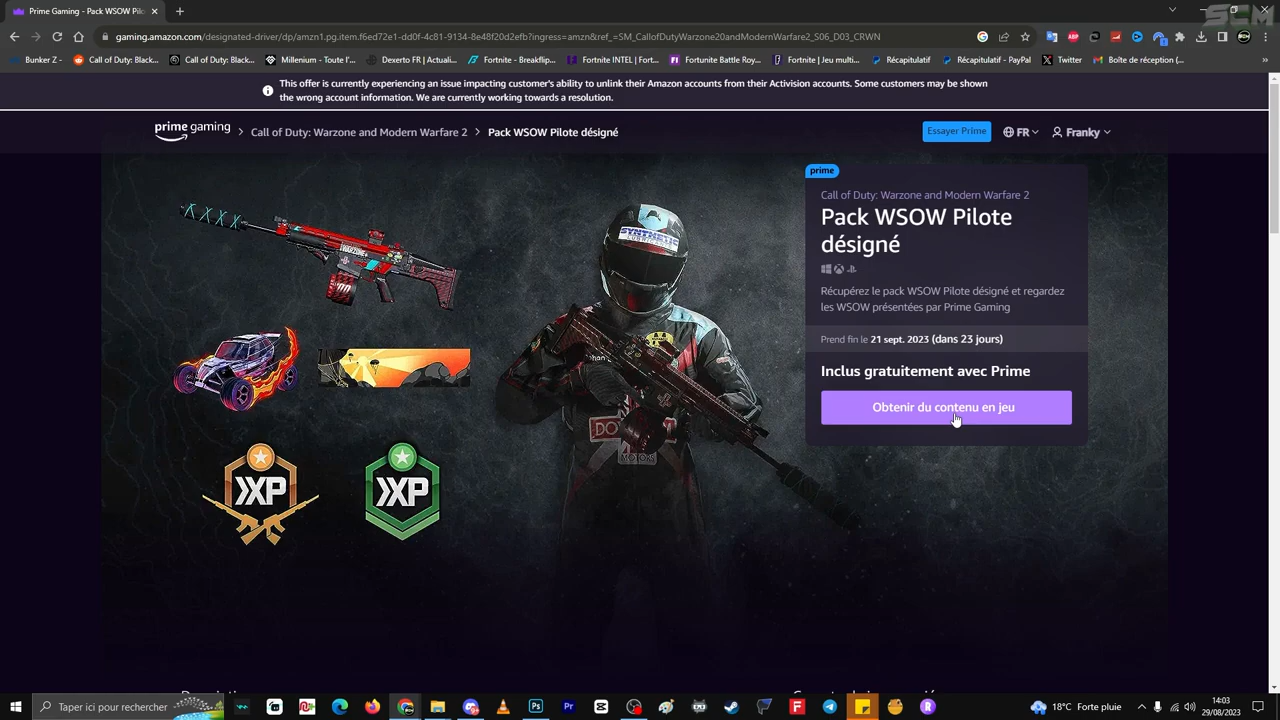 Prime Gaming - Pack WSOW Pilo
SCM
gaming.amazon.com/designated-driver/dp/amzn1.pg.item.f6ed72e1-dd0f-4c81-9134-8e48f20d2efb?ingress=amzn&ref_=SM_CallofDutyWarzone20andModernWarfare2_S06_D03_CRWN
Bunker Z - Call of Duty: Black... Call of Duty: Black... Millenium - Toute l'... Dexerto FR | Actuali... Fortnite - Breakflip... Fortnite INTEL | Fort... Fortunite Battle Roy... Fortnite | Jeu multi... Récapitulatif Récapitulatif - PayPal Twitter Boîte de réception (...
This offer is currently experiencing an issue impacting customer's ability to unlink their Amazon accounts from their Activision accounts. Some customers may be shown
the wrong account information. We are currently working towards a resolution.
prime gaming > Call of Duty: Warzone and Modern Warfare 2 > Pack WSOW Pilote désigné
Essayer Prime FR Franky
prime
Call of Duty: Warzone and Modern Warfare 2
Pack WSOW Pilote
désigné
Récupérez le pack WSOW Pilote désigné et regardez
les WSOW présentées par Prime Gaming
Prend fin le 21 sept. 2023 (dans 23 jours)
Inclus gratuitement avec Prime
Obtenir du contenu en jeu
SYNTHETIC
WARZONE
DO
MOTORS
XP
XP
Taper ici pour rechercher
18°C Forte pluie
14:03
29/08/2023